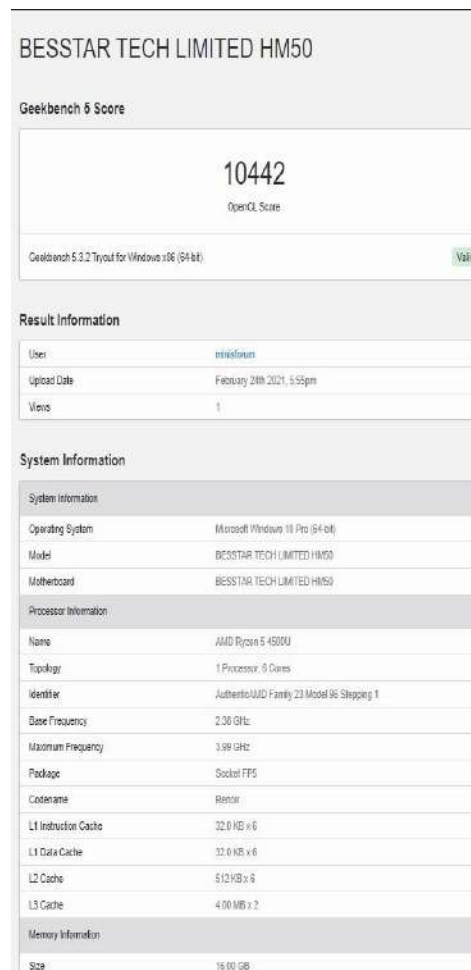 BESSTAR TECH LIMITED HM50
Geekbench 5 Score
10442
OpenCL Score
Geekbench 5.3.2 Tryout for Windows x86 (64-bit)
Vali
Result Information
User minisforum
Upload Date February 24th 2021, 5:55pm
Views 1
System Information
System Information
Operating System Microsoft Windows 10 Pro (64-bit)
Model BESSTAR TECH LIMITED HM50
Motherboard BESSTAR TECH LIMITED HM50
Processor Information
Name AMD Ryzen 5 4500U
Topology 1 Processor, 6 Cores
Identifier AuthenticAMD Family 23 Model 96 Stepping 1
Base Frequency 2.38 GHz
Maximum Frequency 3.99 GHz
Package Socket FP5
Codename Renoir
L1 Instruction Cache 32.0 KB x 6
L1 Data Cache 32.0 KB x 6
L2 Cache 512 KB x 6
L3 Cache 4.00 MB x 2
Memory Information
Size 16.00 GB